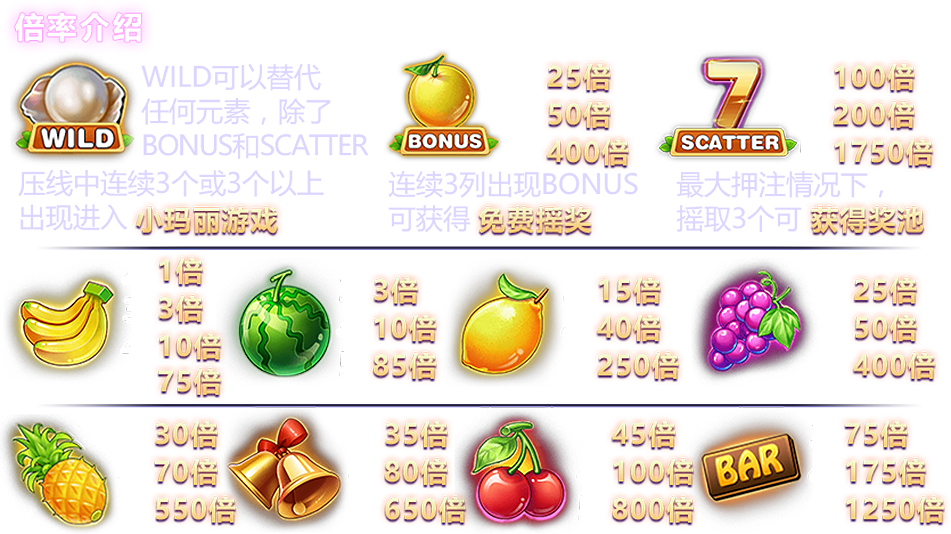 倍率介绍
WILD
WILD可以替代
任何元素，除了
BONUS和SCATTER
压线中连续3个或3个以上
出现进入 小玛丽游戏
BONUS
25倍
50倍
400倍
连续3列出现BONUS
可获得 免费摇奖
7
SCATTER
100倍
200倍
1750倍
最大押注情况下，
摇取3个可 获得奖池
1倍
3倍
10倍
75倍
3倍
10倍
85倍
15倍
40倍
250倍
25倍
50倍
400倍
30倍
70倍
550倍
35倍
80倍
650倍
45倍
100倍
800倍
BAR
75倍
175倍
1250倍